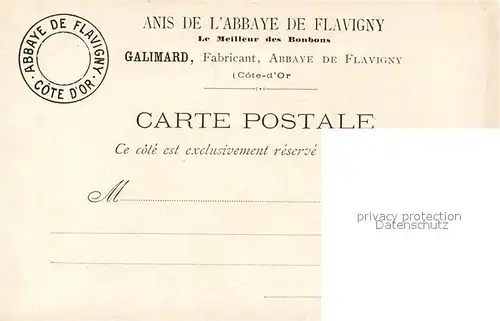 ABBAYE DE FLAVIGNY
· CÔTE D'OR ·
ANIS DE L'ABBAYE DE FLAVIGNY
Le Meilleur des Bonbons
GALIMARD, Fabricant, ABBAYE DE FLAVIGNY
(Côte-d'Or
CARTE POSTALE
Ce côté est exclusivement réservé
M
privacy protection
Datenschutz